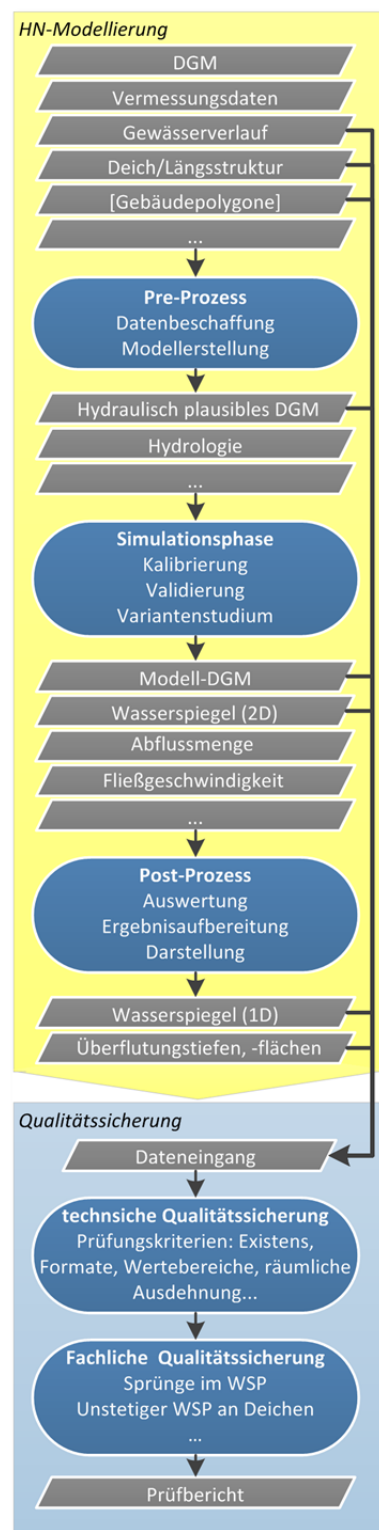 HN-Modellierung
DGM
Vermessungsdaten
Gewässerverlauf
Deich/Längsstruktur
[Gebäudepolygone]
...
Pre-Prozess
Datenbeschaffung
Modellerstellung
Hydraulisch plausibles DGM
Hydrologie
...
Simulationsphase
Kalibrierung
Validierung
Variantenstudium
Modell-DGM
Wasserspiegel (2D)
Abflussmenge
Fließgeschwindigkeit
...
Post-Prozess
Auswertung
Ergebnisaufbereitung
Darstellung
Wasserspiegel (1D)
Überflutungstiefen, -flächen
Qualitätssicherung
Dateneingang
technsiche Qualitätssicherung
Prüfungskriterien: Existens,
Formate, Wertebereiche, räumliche
Ausdehnung...
Fachliche Qualitätssicherung
Sprünge im WSP
Unstetiger WSP an Deichen
...
Prüfbericht